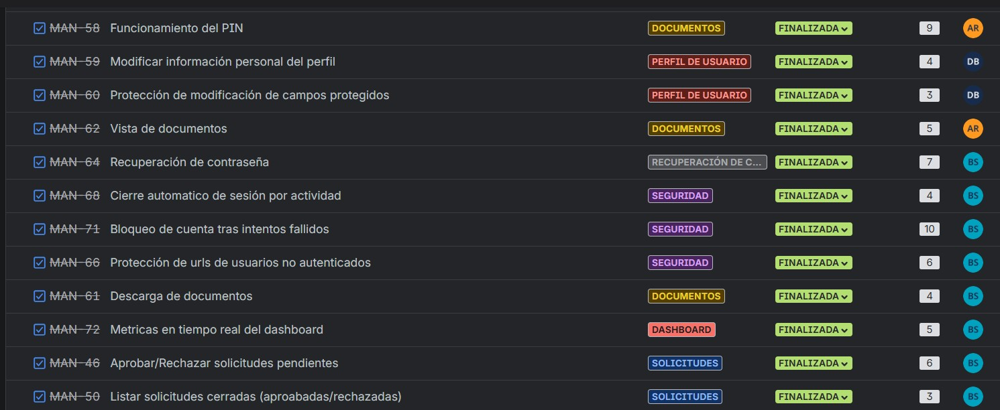 MAN-58 Funcionamiento del PIN DOCUMENTOS FINALIZADA 9 AR
MAN-59 Modificar información personal del perfil PERFIL DE USUARIO FINALIZADA 4 DB
MAN-60 Protección de modificación de campos protegidos PERFIL DE USUARIO FINALIZADA 3 DB
MAN-62 Vista de documentos DOCUMENTOS FINALIZADA 5 AR
MAN-64 Recuperación de contraseña RECUPERACIÓN DE C... FINALIZADA 7 BS
MAN-68 Cierre automatico de sesión por actividad SEGURIDAD FINALIZADA 4 BS
MAN-71 Bloqueo de cuenta tras intentos fallidos SEGURIDAD FINALIZADA 10 BS
MAN-66 Protección de urls de usuarios no autenticados SEGURIDAD FINALIZADA 6 BS
MAN-61 Descarga de documentos DOCUMENTOS FINALIZADA 4 BS
MAN-72 Metricas en tiempo real del dashboard DASHBOARD FINALIZADA 5 BS
MAN-46 Aprobar/Rechazar solicitudes pendientes SOLICITUDES FINALIZADA 6 BS
MAN-50 Listar solicitudes cerradas (aproabadas/rechazadas) SOLICITUDES FINALIZADA 3 BS